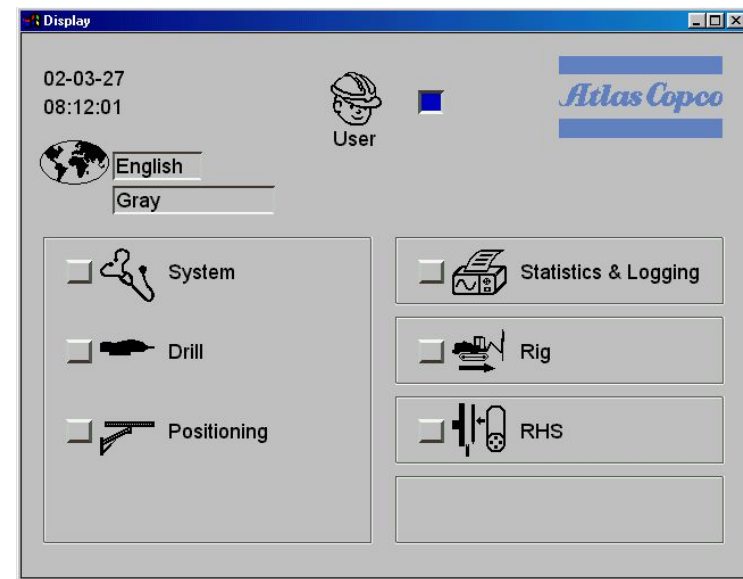 Display
02-03-27
08:12:01
User
Atlas Copco
English
Gray
System
Drill
Positioning
Statistics & Logging
Rig
RHS